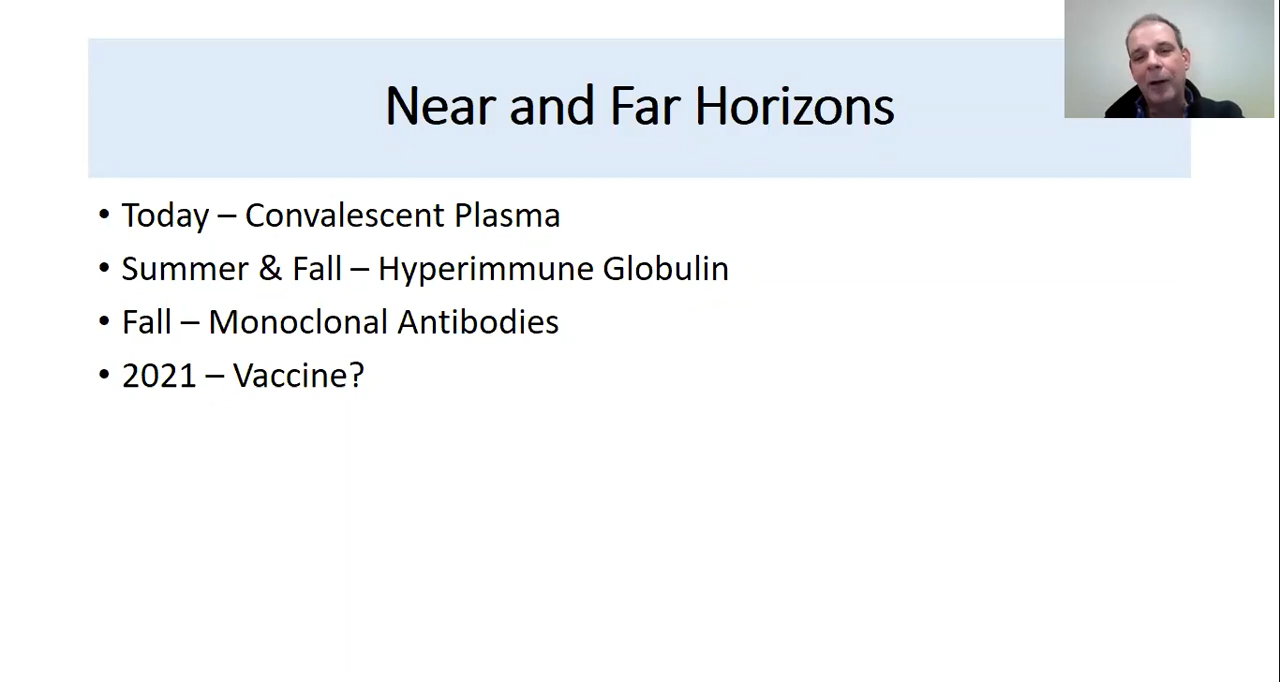 Near and Far Horizons
• Today – Convalescent Plasma
• Summer & Fall – Hyperimmune Globulin
• Fall – Monoclonal Antibodies
• 2021 – Vaccine?